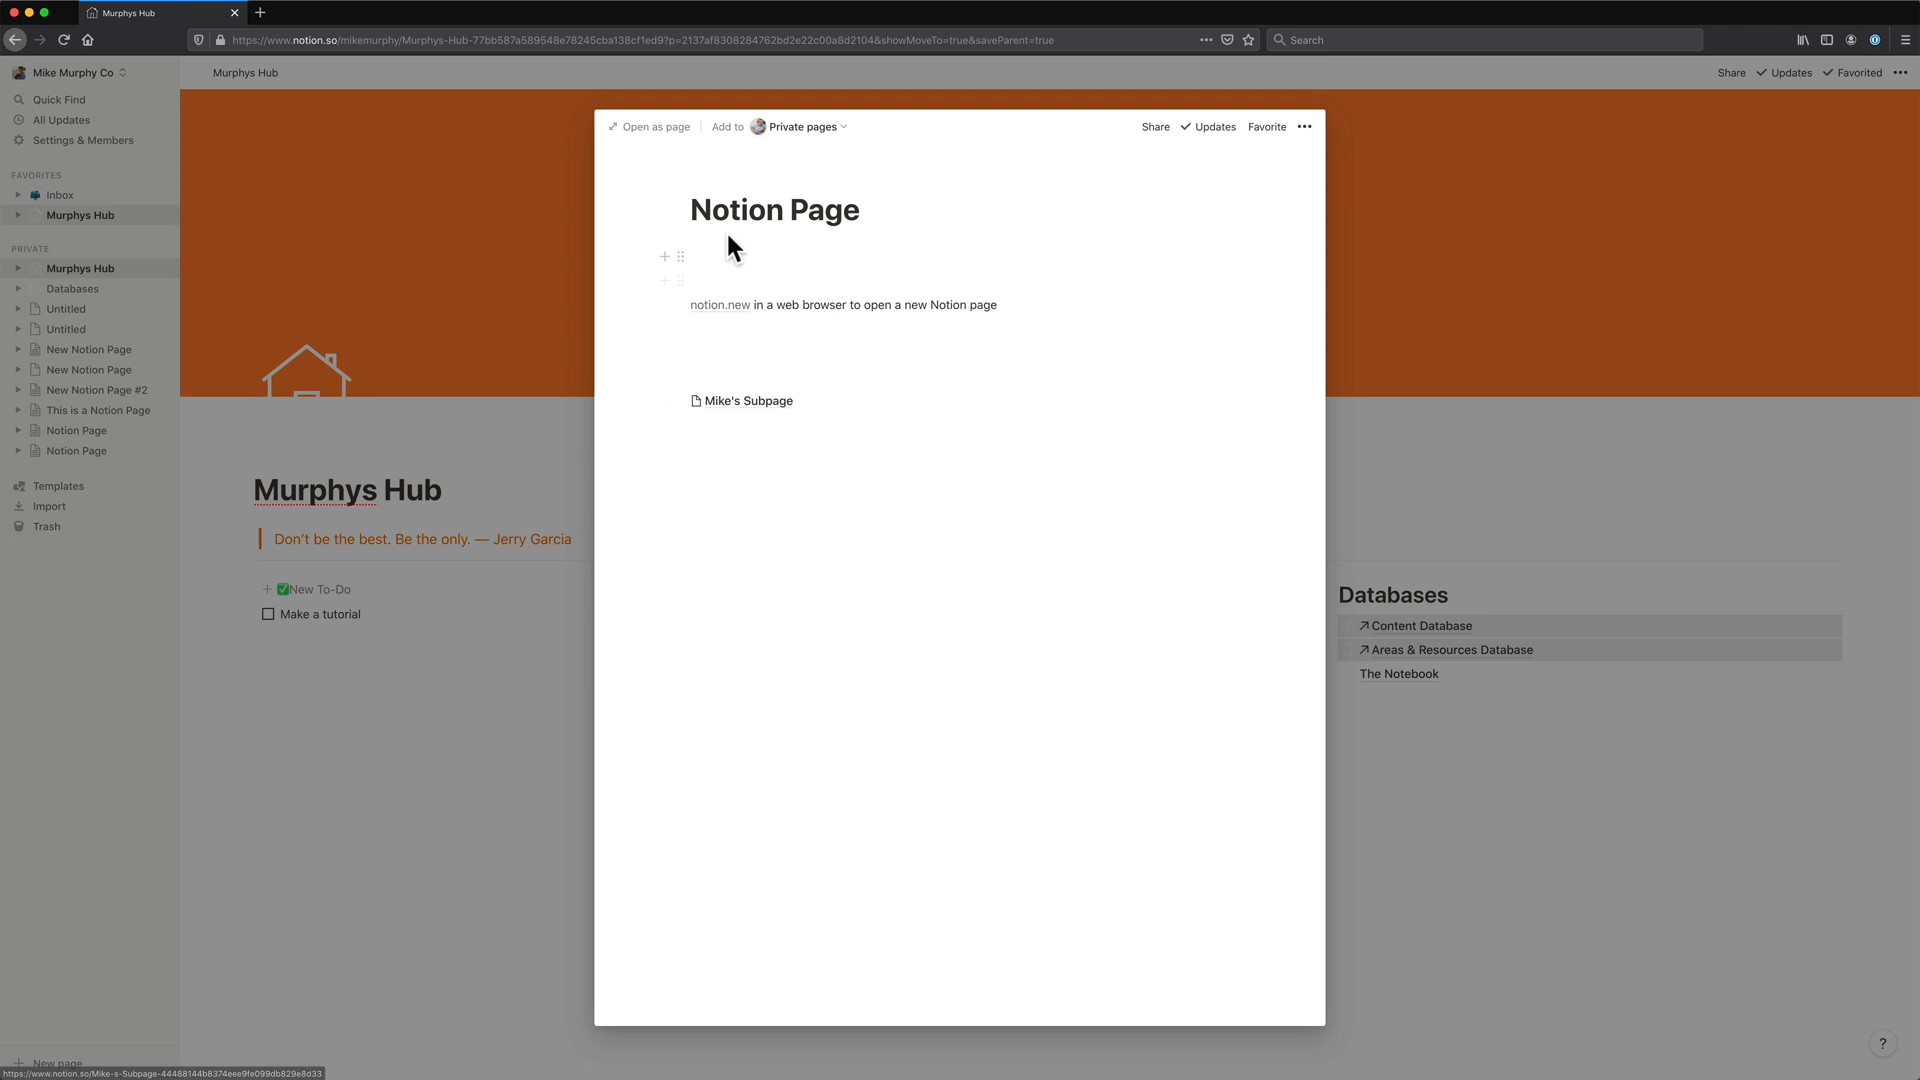 Murphys Hub
https://www.notion.so/mikemurphy/Murphys-Hub-77bb587a589548e78245cba138cf1ed9?p=2137af8308284762bd2e22c00a8d2104&showMoveTo=true&saveParent=true
Search
Mike Murphy Co
Murphys Hub
Share
Updates
Favorited
Quick Find
All Updates
Settings & Members
FAVORITES
Inbox
Murphys Hub
PRIVATE
Murphys Hub
Databases
Untitled
Untitled
New Notion Page
New Notion Page
New Notion Page #2
This is a Notion Page
Notion Page
Notion Page
Templates
Import
Trash
New page
https://www.notion.so/Mike-s-Subpage-44488144b8374eee9fe099db829e8d33
Murphys Hub
Don't be the best. Be the only. — Jerry Garcia
New To-Do
Make a tutorial
Open as page
Add to
Private pages
Share
Updates
Favorite
Notion Page
notion.new in a web browser to open a new Notion page
Mike's Subpage
Databases
Content Database
Areas & Resources Database
The Notebook
?